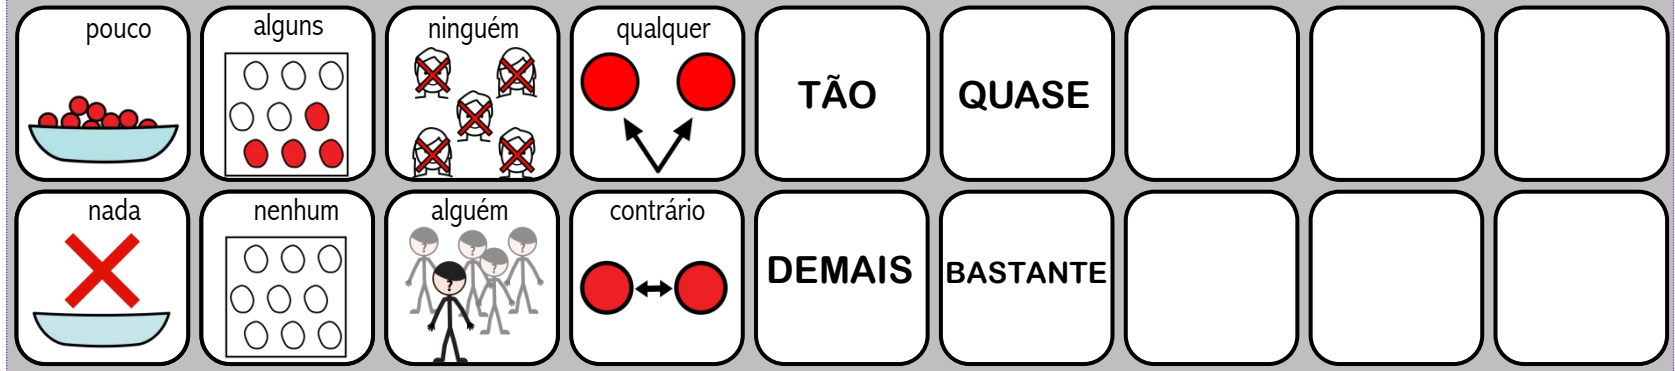 pouco
alguns
ninguém
qualquer
TÃO
QUASE
nada
nenhum
alguém
contrário
DEMAIS
BASTANTE